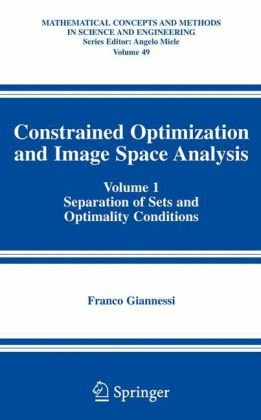 MATHEMATICAL CONCEPTS AND METHODS
IN SCIENCE AND ENGINEERING
Series Editor: Angelo Miele
Volume 49
Constrained Optimization
and Image Space Analysis
Volume 1
Separation of Sets and
Optimality Conditions
Franco Giannessi
Springer